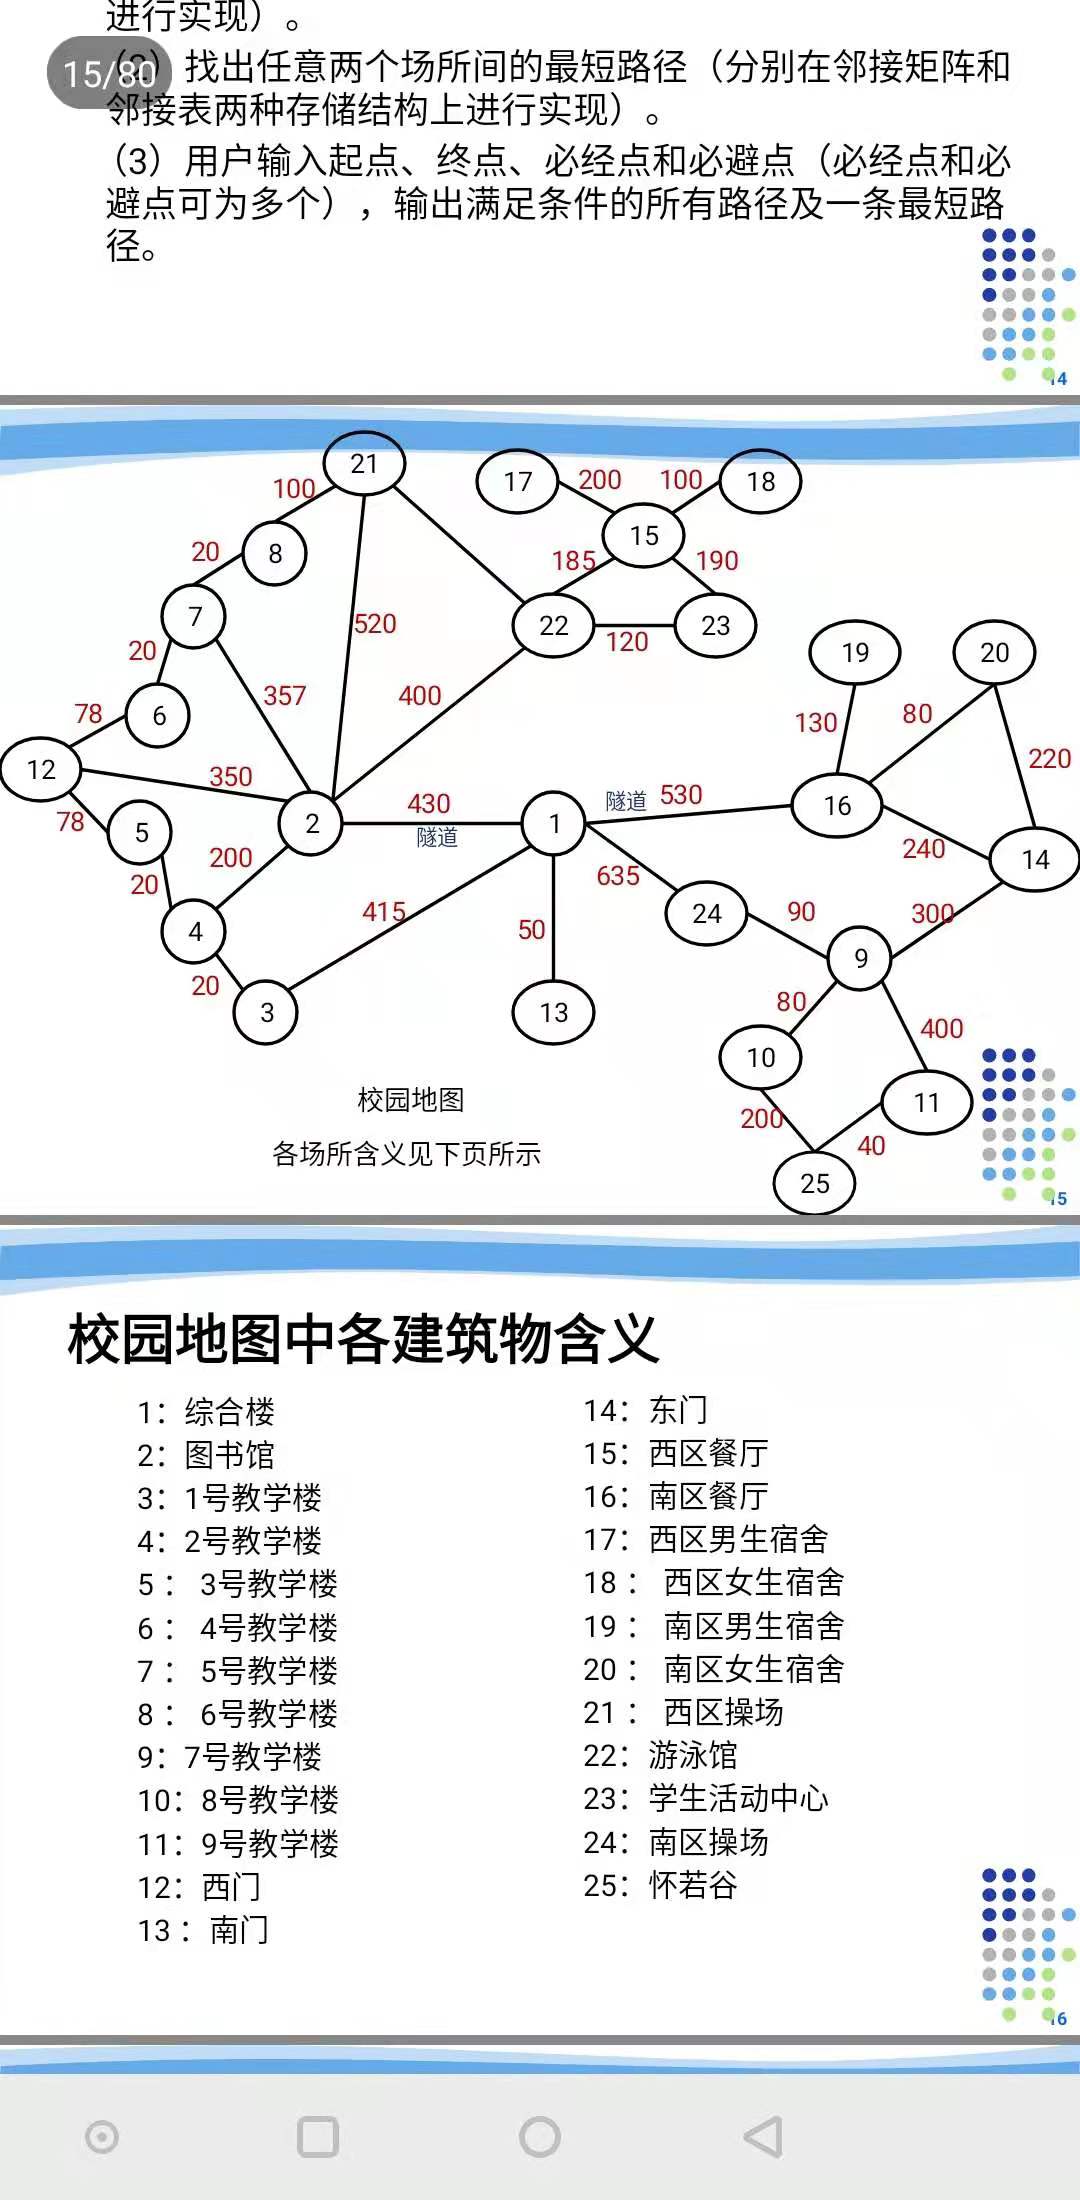 进行实现）。
15/80
找出任意两个场所间的最短路径（分别在邻接矩阵和
邻接表两种存储结构上进行实现）。
（3）用户输入起点、终点、必经点和必避点（必经点和必
避点可为多个），输出满足条件的所有路径及一条最短路
径。
14
21
17
200
100
18
100
15
20
8
185
190
7
22
23
520
120
20
19
20
357
400
78
6
130
80
220
12
350
430
隧道
530
16
78
5
2
隧道
1
240
14
200
635
20
415
24
90
300
4
50
9
20
80
400
3
13
10
校园地图
200
11
40
各场所含义见下页所示
25
15
校园地图中各建筑物含义
1：综合楼
2：图书馆
3：1号教学楼
4：2号教学楼
5： 3号教学楼
6： 4号教学楼
7： 5号教学楼
8： 6号教学楼
9：7号教学楼
10：8号教学楼
11：9号教学楼
12：西门
13：南门
14：东门
15：西区餐厅
16：南区餐厅
17：西区男生宿舍
18： 西区女生宿舍
19： 南区男生宿舍
20： 南区女生宿舍
21： 西区操场
22：游泳馆
23：学生活动中心
24：南区操场
25：怀若谷
16